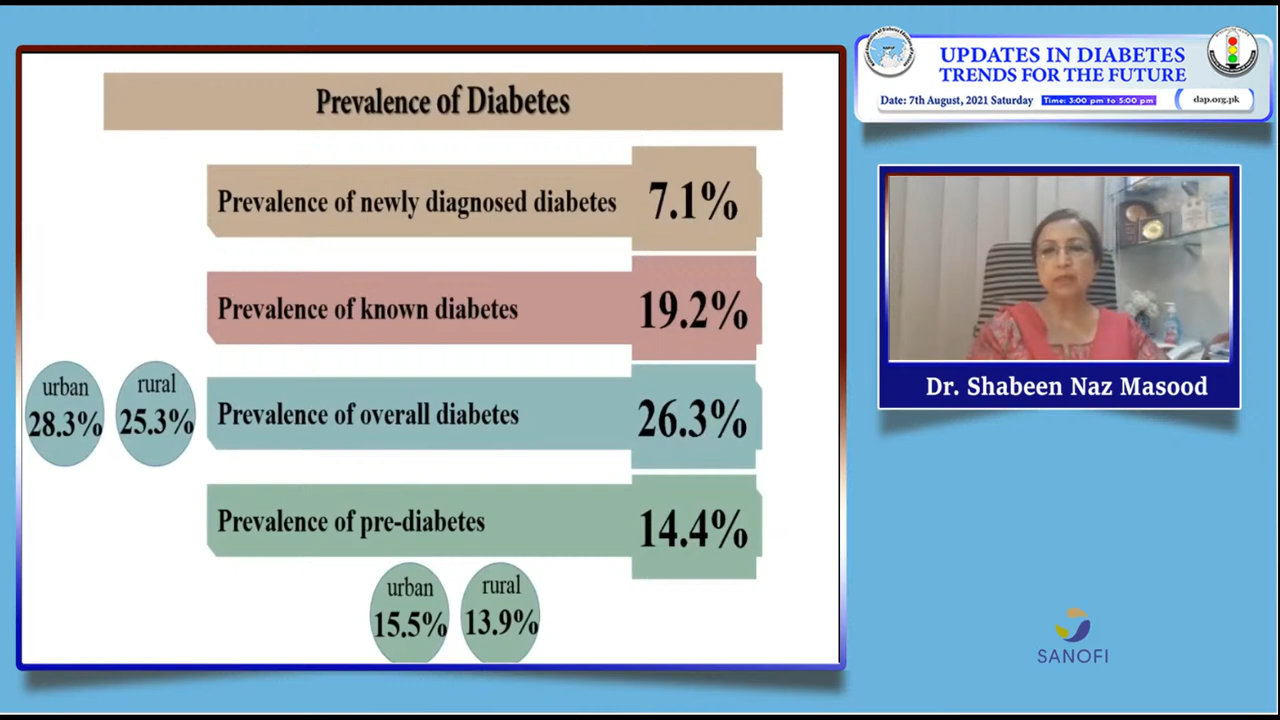 Prevalence of Diabetes
Prevalence of newly diagnosed diabetes 7.1%
Prevalence of known diabetes 19.2%
urban
28.3%
rural
25.3%
Prevalence of overall diabetes 26.3%
Prevalence of pre-diabetes 14.4%
urban
15.5%
rural
13.9%
UPDATES IN DIABETES
TRENDS FOR THE FUTURE
Date: 7th August, 2021 Saturday Time: 3:00 pm to 5:00 pm dap.org.pk
Dr. Shabeen Naz Masood
SANOFI